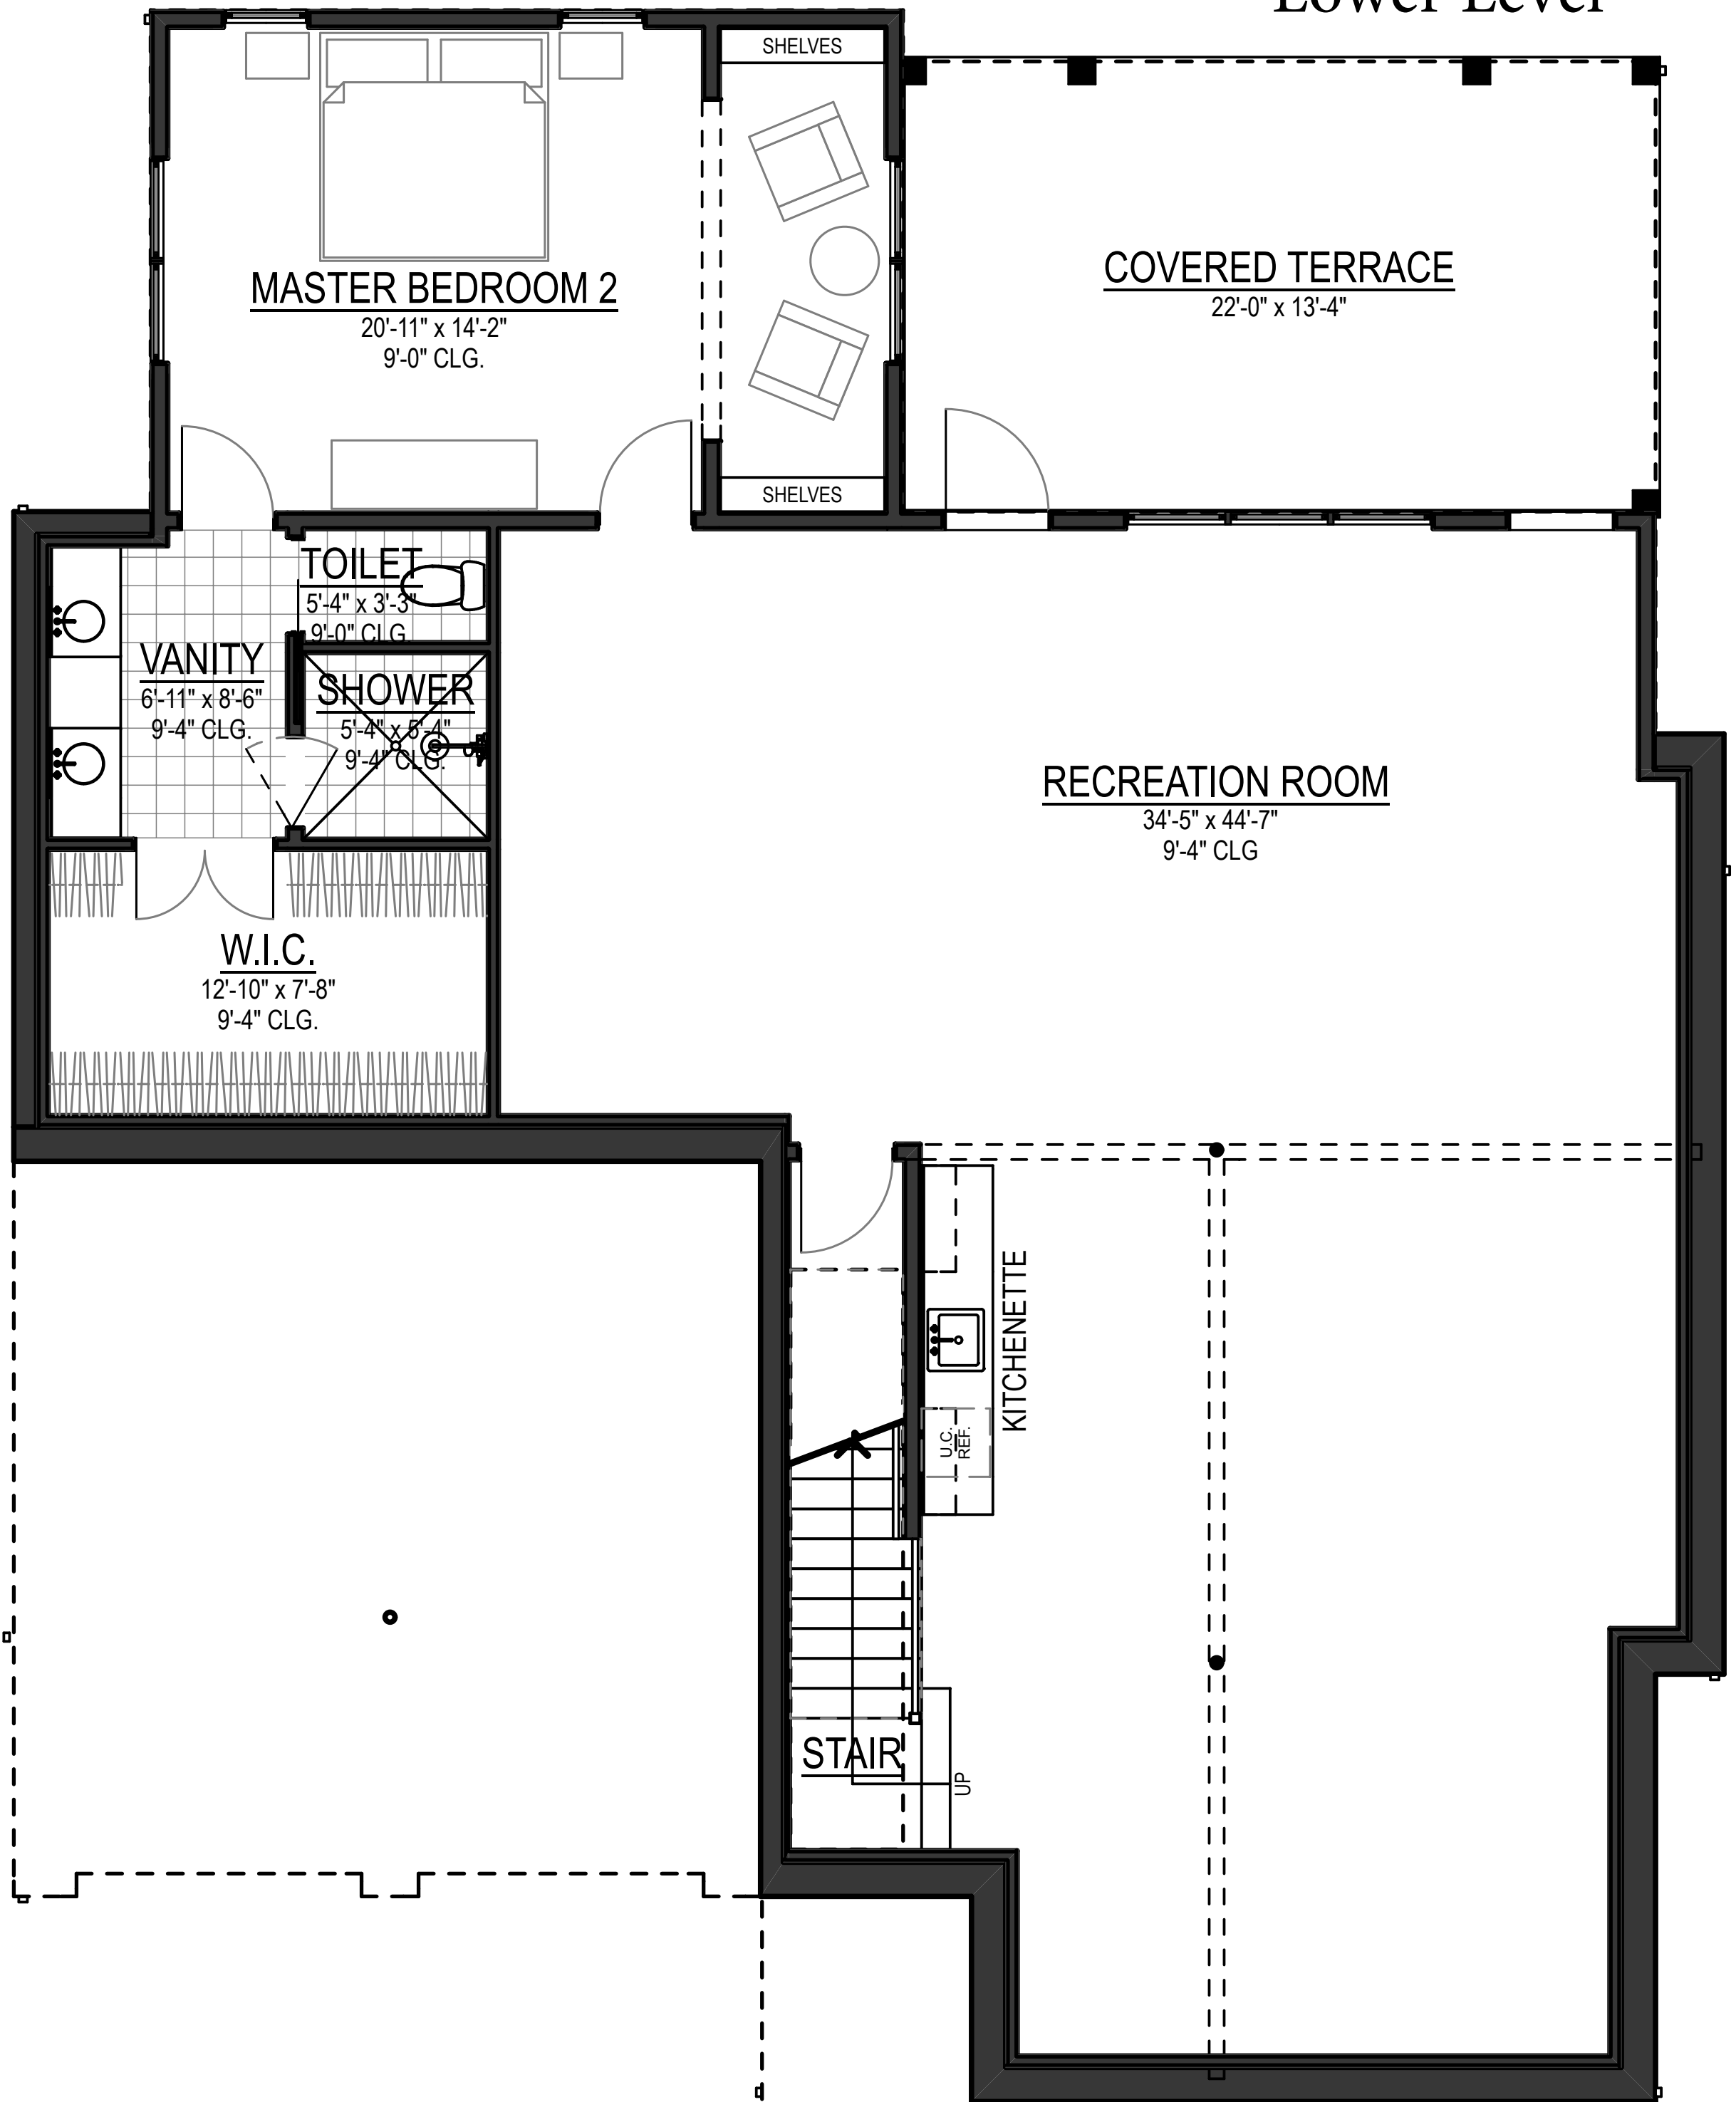 Lower Level
SHELVES
MASTER BEDROOM 2
20'-11" x 14'-2"
9'-0" CLG.
COVERED TERRACE
22'-0" x 13'-4"
SHELVES
TOILET
5'-4" x 3'-3"
9'-0" CLG.
VANITY
6'-11" x 8'-6"
9'-4" CLG.
SHOWER
5'-4" x 5'-4"
9'-4" CLG.
RECREATION ROOM
34'-5" x 44'-7"
9'-4" CLG
W.I.C.
12'-10" x 7'-8"
9'-4" CLG.
KITCHENETTE
U.C.
REF.
STAIR
UP